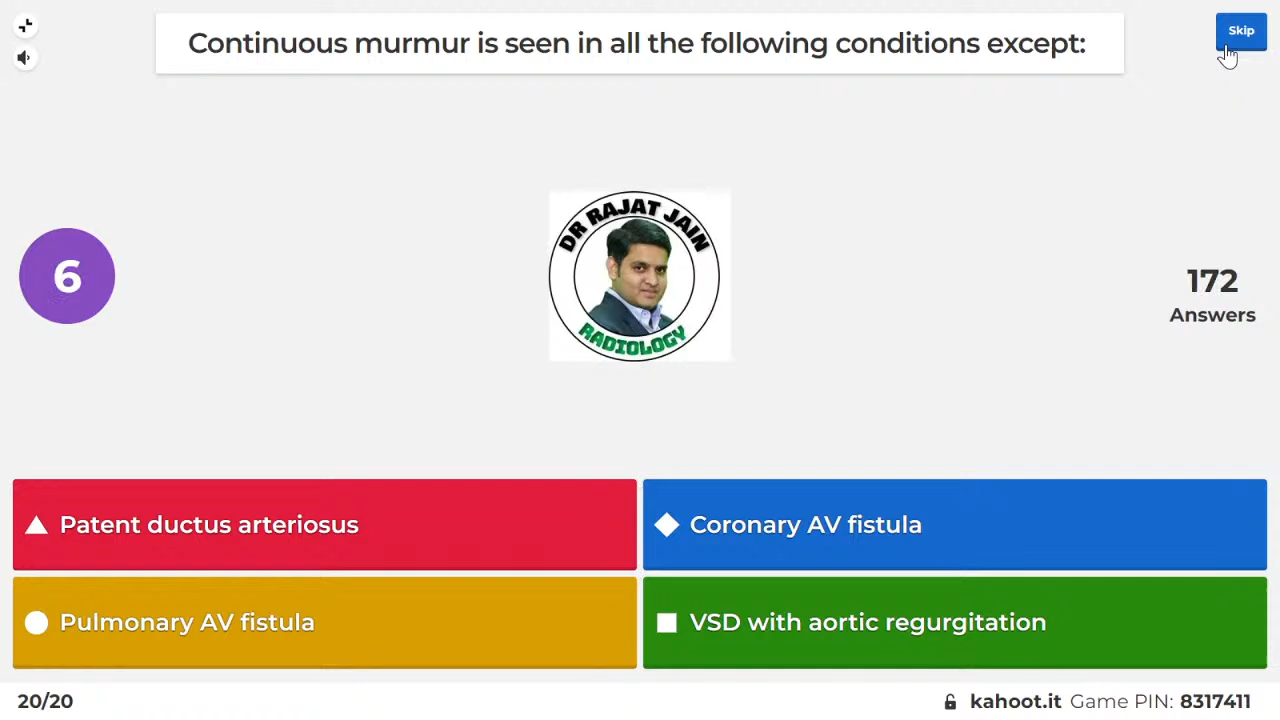 Continuous murmur is seen in all the following conditions except:
Skip
DR RAJAT JAIN
RADIOLOGY
6
172
Answers
Patent ductus arteriosus
Coronary AV fistula
Pulmonary AV fistula
VSD with aortic regurgitation
20/20
kahoot.it Game PIN: 8317411